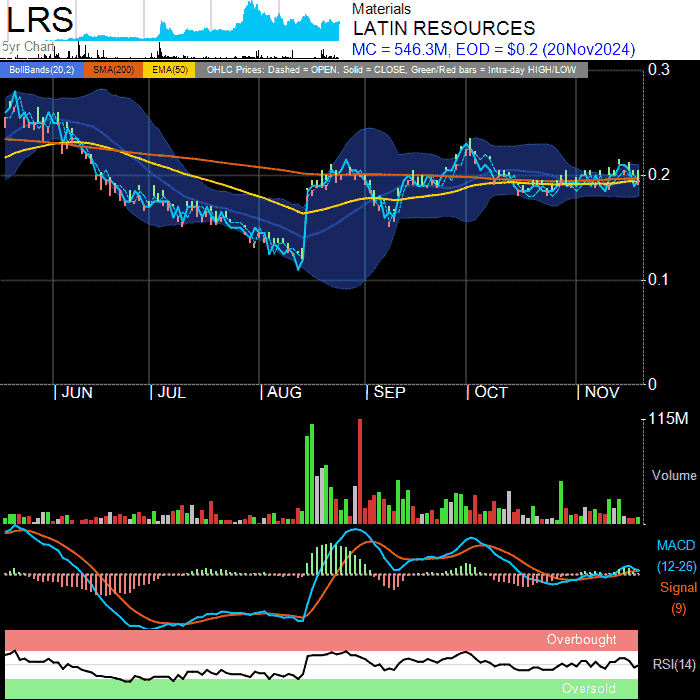 LRS
Materials
LATIN RESOURCES
5yr Chart
MC = 546.3M, EOD = $0.2 (20Nov2024)
BollBands(20,2) SMA(200) EMA(50) OHLC Prices: Dashed = OPEN, Solid = CLOSE, Green/Red bars = Intra-day HIGH/LOW
0.3
0.2
0.1
0
JUN JUL AUG SEP OCT NOV
115M
Volume
MACD
(12-26)
Signal
(9)
Overbought
RSI(14)
Oversold